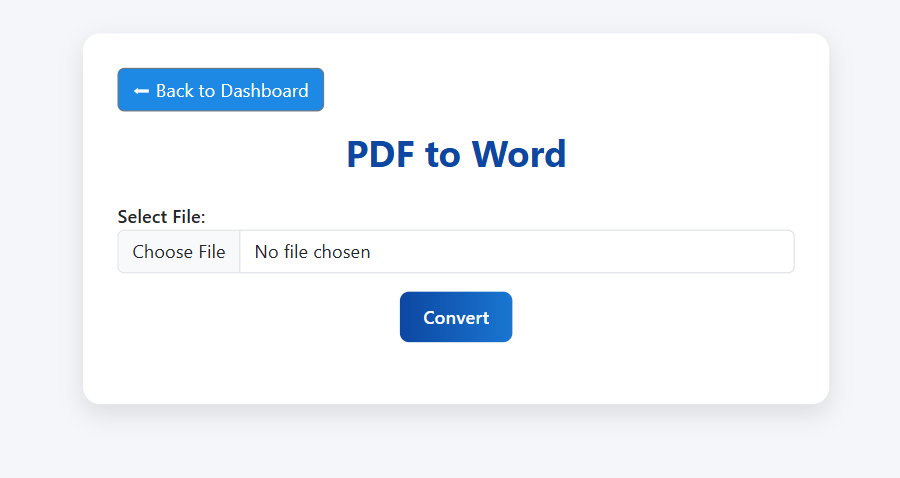 ⬅ Back to Dashboard
PDF to Word
Select File:
Choose File No file chosen
Convert